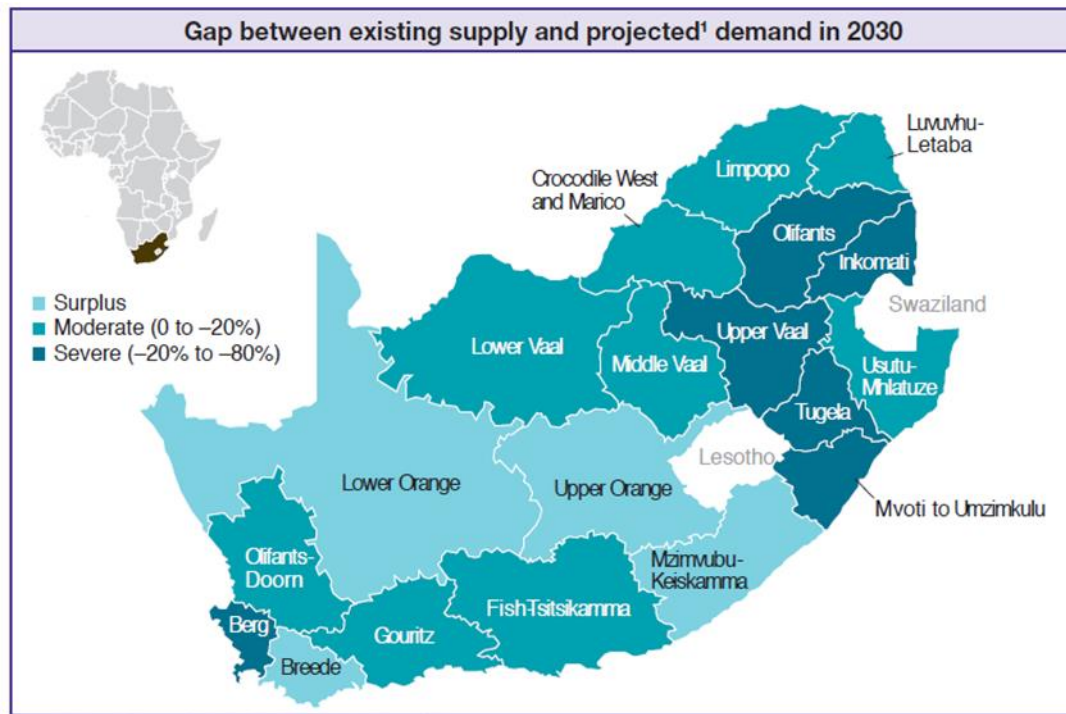 Gap between existing supply and projected¹ demand in 2030
Luvuvhu-
Letaba
Limpopo
Crocodile West
and Marico
Olifants
Inkomati
Swaziland
Surplus
Moderate (0 to –20%)
Severe (–20% to –80%)
Lower Vaal
Middle Vaal
Upper Vaal
Usutu-
Mhlatuze
Tugela
Lesotho
Lower Orange
Upper Orange
Mvoti to Umzimkulu
Mzimvubu-
Keiskamma
Olifants-
Doorn
Fish-Tsitsikamma
Berg
Gouritz
Breede